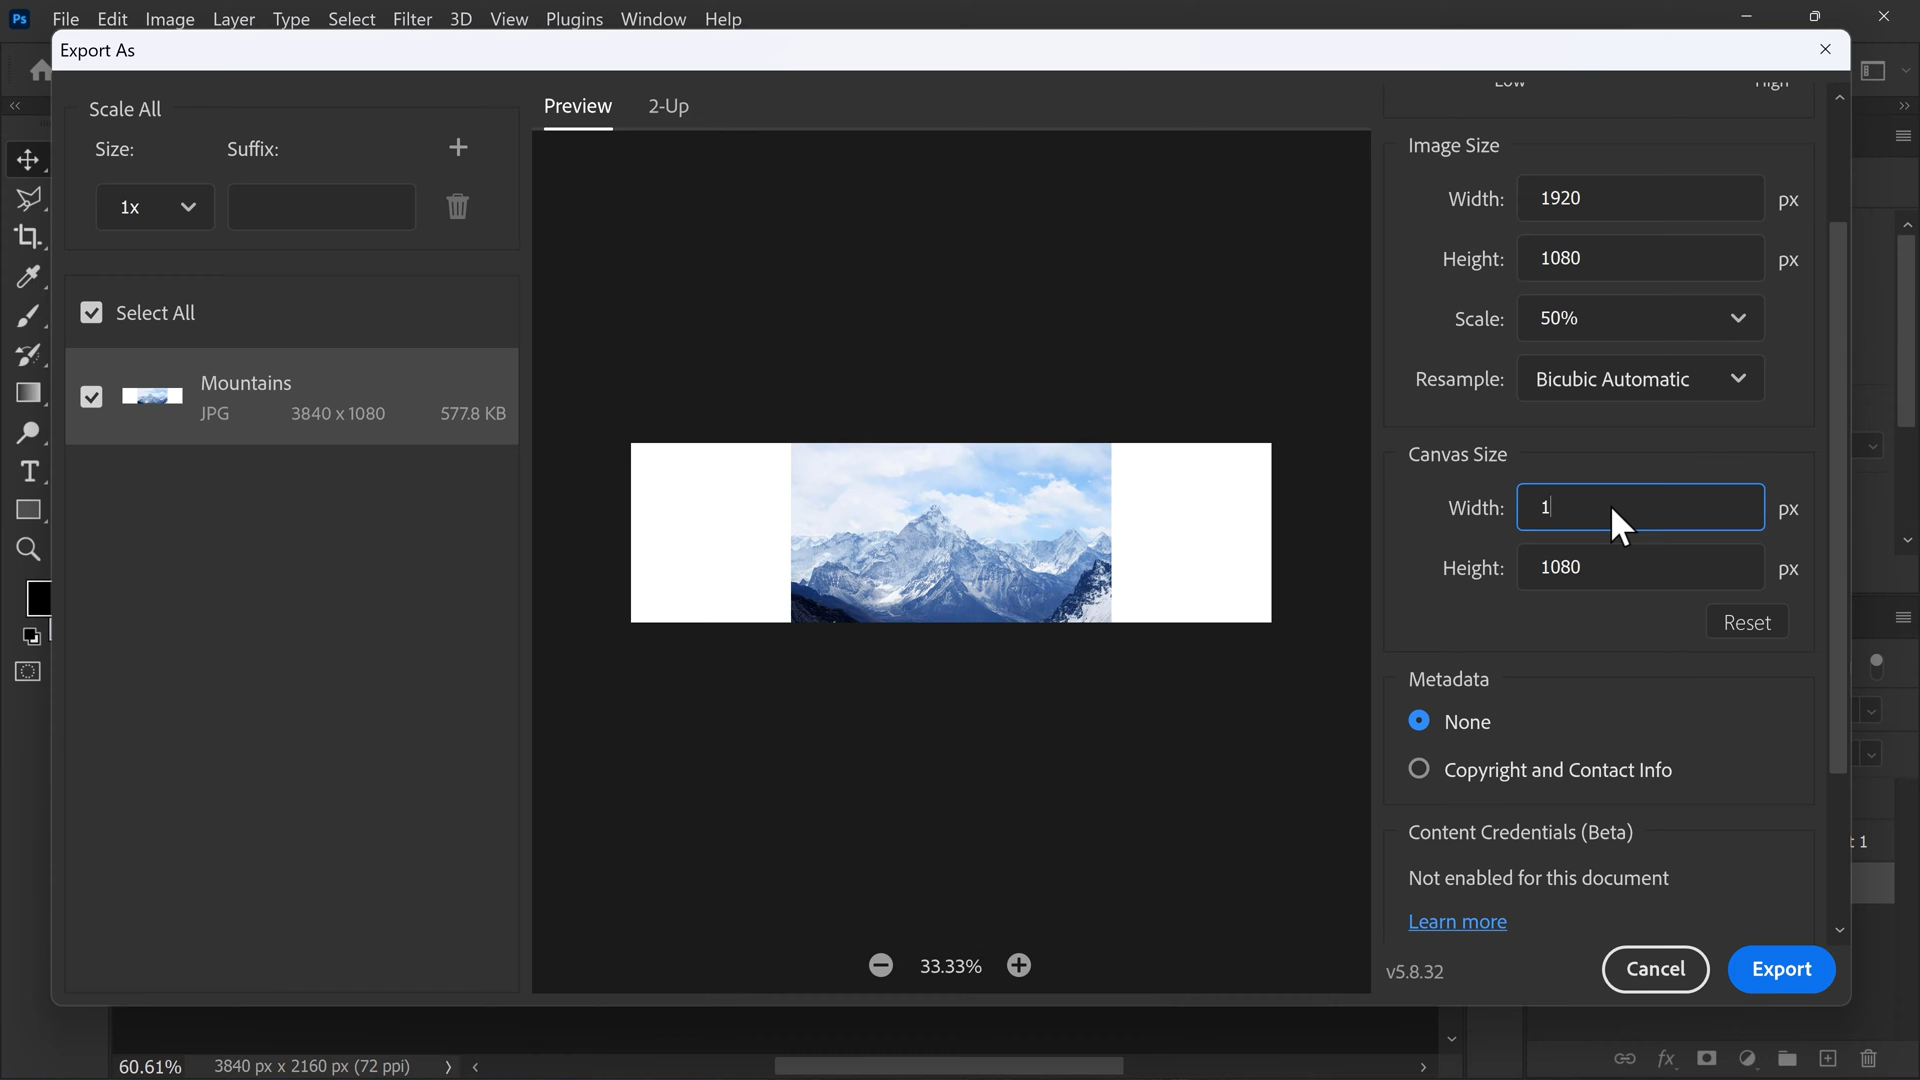 Ps File Edit Image Layer Type Select Filter 3D View Plugins Window Help
Export As
Scale All
Size: Suffix:
1x
Select All
Mountains
JPG 3840 x 1080 577.8 KB
Preview 2-Up
33.33%
Low High
Image Size
Width: 1920 px
Height: 1080 px
Scale: 50%
Resample: Bicubic Automatic
Canvas Size
Width: 1 px
Height: 1080 px
Reset
Metadata
None
Copyright and Contact Info
Content Credentials (Beta)
Not enabled for this document
Learn more
v5.8.32 Cancel Export
60.61% 3840 px x 2160 px (72 ppi)